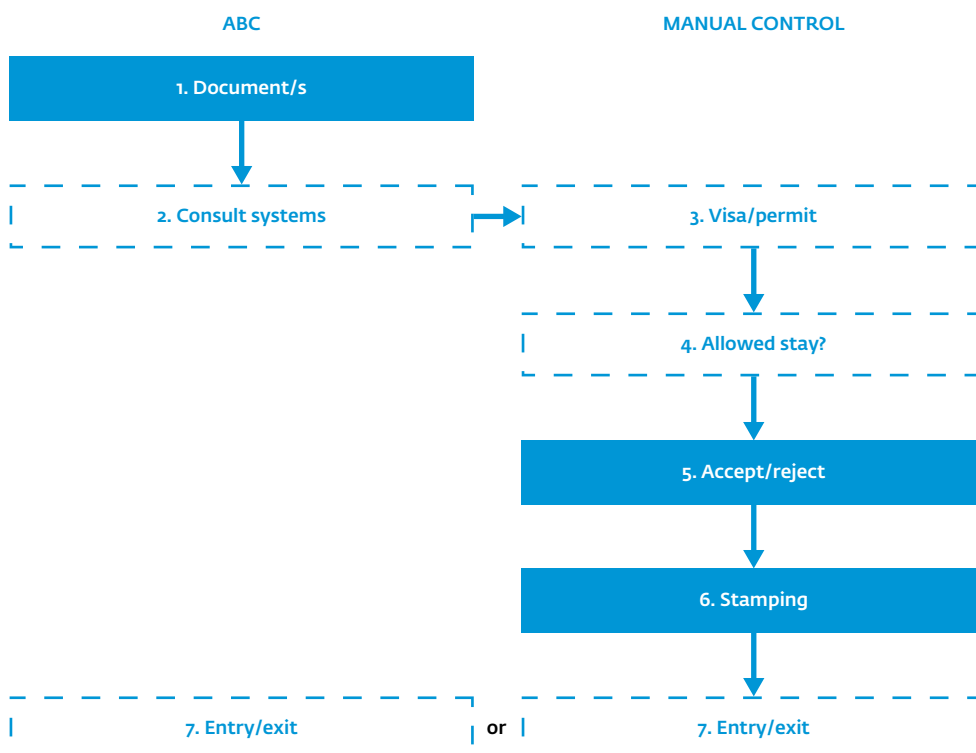 ABC
MANUAL CONTROL
1. Document/s
2. Consult systems
3. Visa/permit
4. Allowed stay?
5. Accept/reject
6. Stamping
7. Entry/exit
or
7. Entry/exit